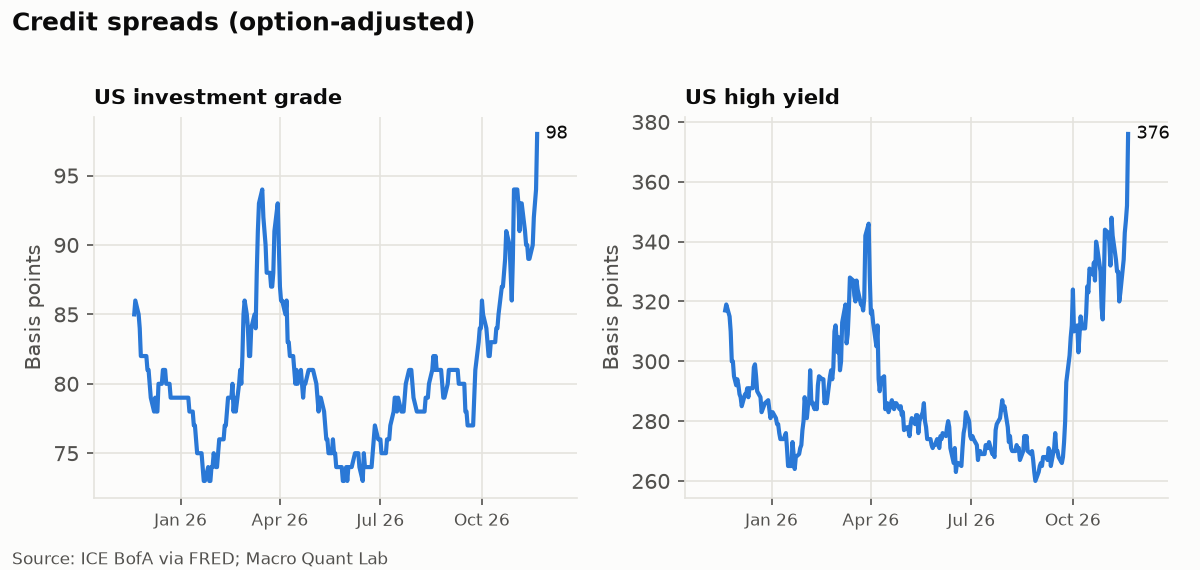 Credit spreads (option-adjusted)
US investment grade
Basis points
95
90
85
80
75
98
Jan 26
Apr 26
Jul 26
Oct 26
US high yield
Basis points
380
360
340
320
300
280
260
376
Jan 26
Apr 26
Jul 26
Oct 26
Source: ICE BofA via FRED; Macro Quant Lab